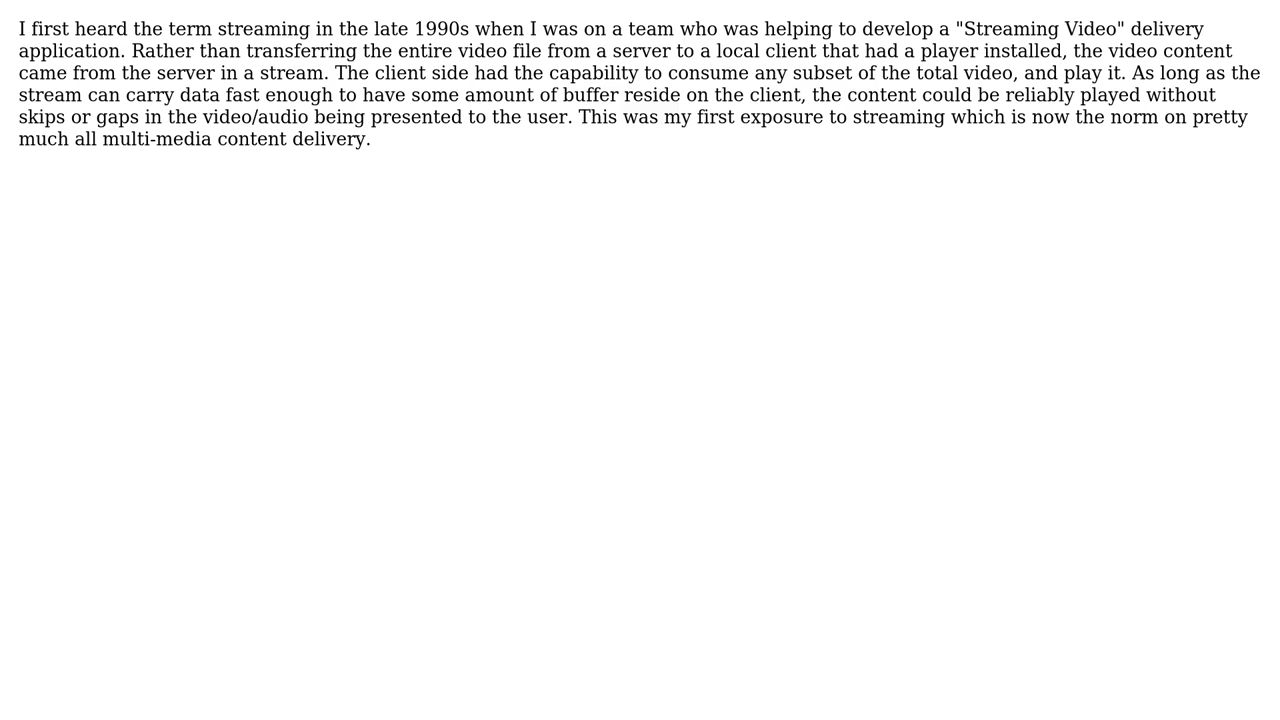 I first heard the term streaming in the late 1990s when I was on a team who was helping to develop a "Streaming Video" delivery
application. Rather than transferring the entire video file from a server to a local client that had a player installed, the video content
came from the server in a stream. The client side had the capability to consume any subset of the total video, and play it. As long as the
stream can carry data fast enough to have some amount of buffer reside on the client, the content could be reliably played without
skips or gaps in the video/audio being presented to the user. This was my first exposure to streaming which is now the norm on pretty
much all multi-media content delivery.